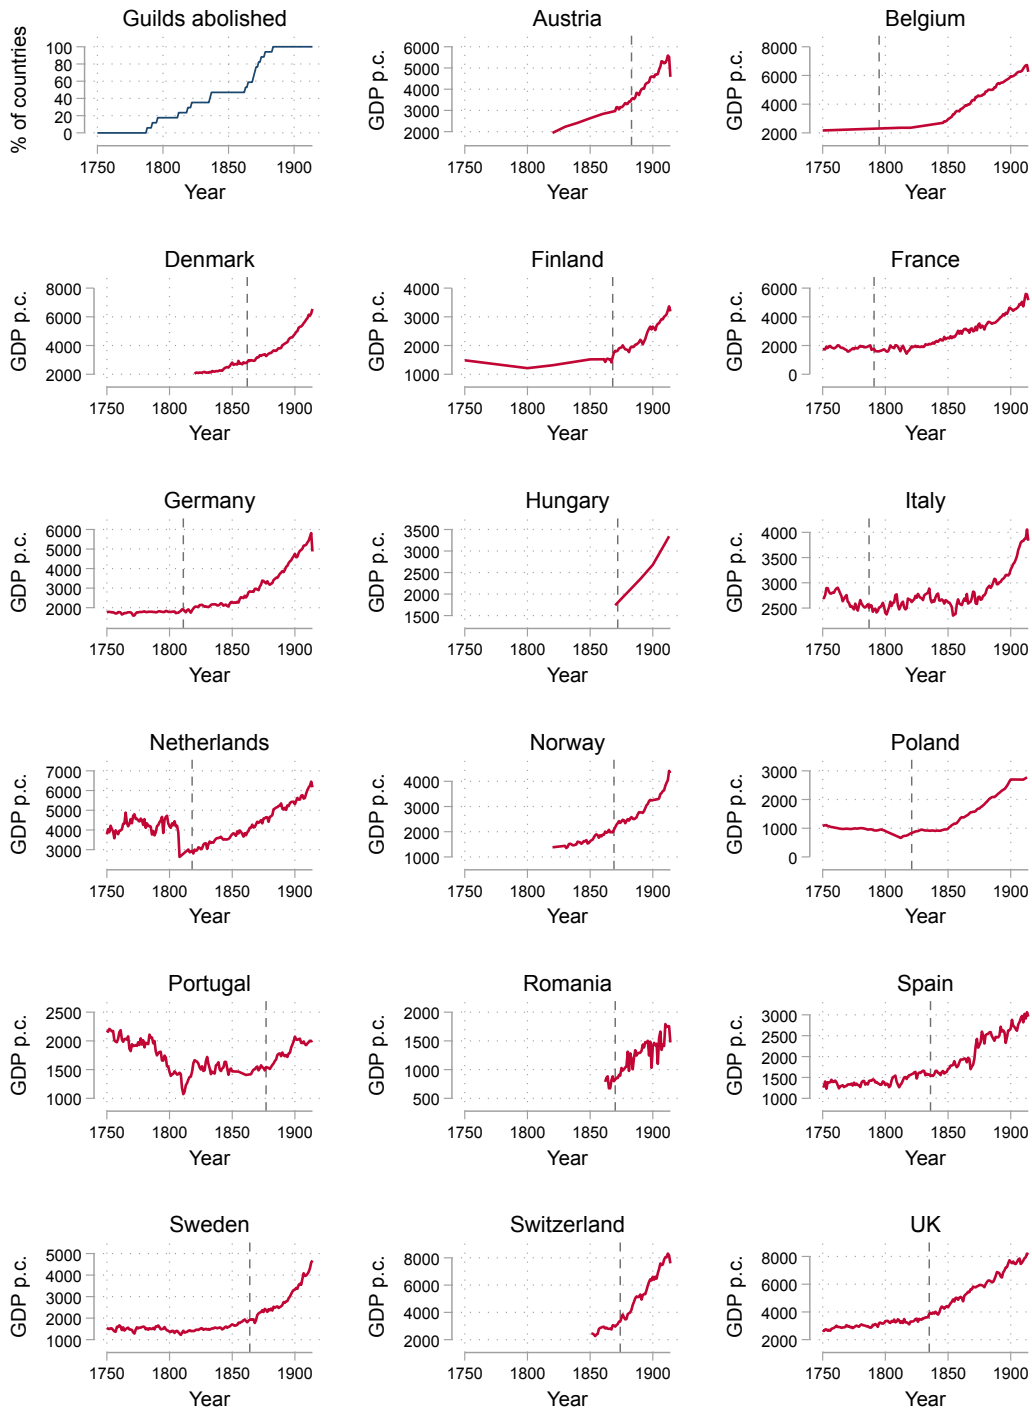 Guilds abolished
% of countries
100
80
60
40
20
0
1750 1800 1850 1900
Year
Austria
GDP p.c.
6000
5000
4000
3000
2000
1750 1800 1850 1900
Year
Belgium
GDP p.c.
8000
6000
4000
2000
1750 1800 1850 1900
Year
Denmark
GDP p.c.
8000
6000
4000
2000
1750 1800 1850 1900
Year
Finland
GDP p.c.
4000
3000
2000
1000
1750 1800 1850 1900
Year
France
GDP p.c.
6000
4000
2000
0
1750 1800 1850 1900
Year
Germany
GDP p.c.
6000
5000
4000
3000
2000
1750 1800 1850 1900
Year
Hungary
GDP p.c.
3500
3000
2500
2000
1500
1750 1800 1850 1900
Year
Italy
GDP p.c.
4000
3500
3000
2500
1750 1800 1850 1900
Year
Netherlands
GDP p.c.
7000
6000
5000
4000
3000
1750 1800 1850 1900
Year
Norway
GDP p.c.
4000
3000
2000
1000
1750 1800 1850 1900
Year
Poland
GDP p.c.
3000
2000
1000
0
1750 1800 1850 1900
Year
Portugal
GDP p.c.
2500
2000
1500
1000
1750 1800 1850 1900
Year
Romania
GDP p.c.
2000
1500
1000
500
1750 1800 1850 1900
Year
Spain
GDP p.c.
3000
2500
2000
1500
1000
1750 1800 1850 1900
Year
Sweden
GDP p.c.
5000
4000
3000
2000
1000
1750 1800 1850 1900
Year
Switzerland
GDP p.c.
8000
6000
4000
2000
1750 1800 1850 1900
Year
UK
GDP p.c.
8000
6000
4000
2000
1750 1800 1850 1900
Year